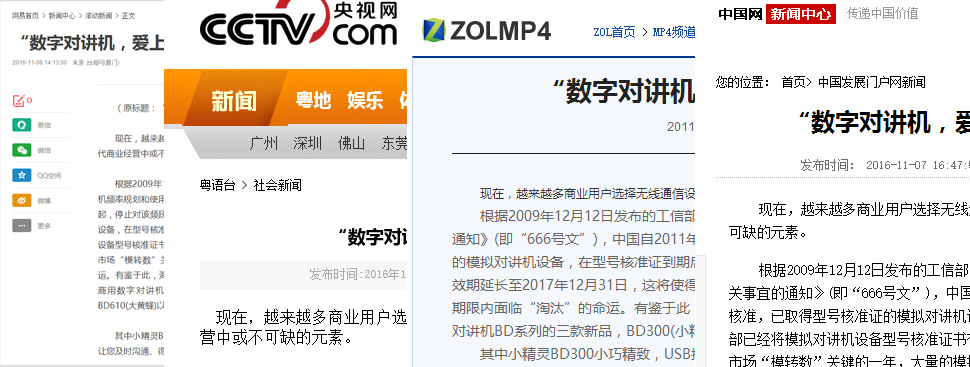 网易首页 > 新闻中心 > 滚动新闻 > 正文
“数字对讲机，爱上
2016-11-08 14:13:00 来源: 台海网(厦门)
0
易信
微信
QQ空间
微博
更多
（原标题：
现在，越来越
代商业经营中或不
根据2009年1
机频率规划和使用
起，停止对该频段
设备，在型号核准
设备型号核准证书
市场“模转数”关
运。有鉴于此，海
商用数字对讲机
BD610(大黄蜂)以
其中小精灵B
让您及时沟通、得
CCTV.com
央视网
新闻 粤地 娱乐 体
广州 深圳 佛山 东莞
粤语台 > 社会新闻
“数字对讲
发布时间:2016年1
现在，越来越多商业用户选
营中或不可缺的元素。
ZOLMP4 ZOL首页 > MP4频道
“数字对讲机
2011
现在，越来越多商业用户选择无线通信设
根据2009年12月12日发布的工信部
通知》(即“666号文”)，中国自2011年
的模拟对讲机设备，在型号核准证到期后
效期延长至2017年12月31日，这将使得
期限内面临“淘汰”的命运。有鉴于此，
对讲机BD系列的三款新品，BD300(小精
其中小精灵BD300小巧精致，USB接
中国网 新闻中心 传递中国价值
您的位置： 首页> 中国发展门户网新闻
“数字对讲机，爱
发布时间： 2016-11-07 16:47:5
现在，越来越多商业用户选择无线
可缺的元素。
根据2009年12月12日发布的工信部
关事宜的通知》(即“666号文”)，中国
核准，已取得型号核准证的模拟对讲机设
部已经将模拟对讲机设备型号核准证书有
市场“模转数”关键的一年，大量的模拟